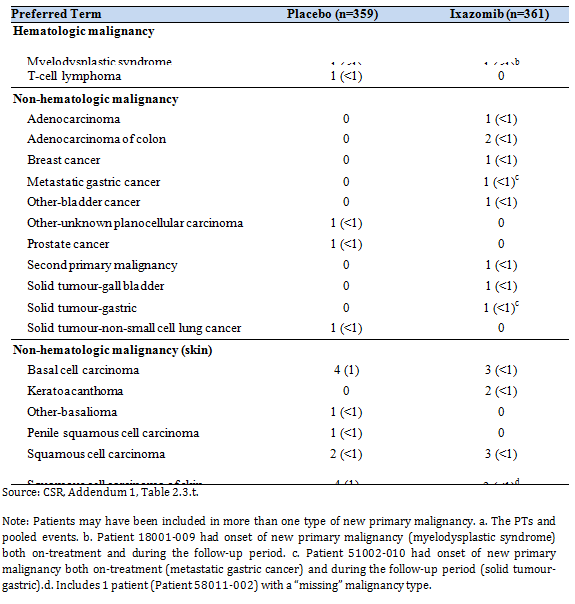 Preferred Term Placebo (n=359) Ixazomib (n=361)
Hematologic malignancy
Myelodysplastic syndrome
T-cell lymphoma 1 (<1) 0
Non-hematologic malignancy
Adenocarcinoma 0 1 (<1)
Adenocarcinoma of colon 0 2 (<1)
Breast cancer 0 1 (<1)
Metastatic gastric cancer 0 1 (<1)c
Other-bladder cancer 0 1 (<1)
Other-unknown planocellular carcinoma 1 (<1) 0
Prostate cancer 1 (<1) 0
Second primary malignancy 0 1 (<1)
Solid tumour-gall bladder 0 1 (<1)
Solid tumour-gastric 0 1 (<1)c
Solid tumour-non-small cell lung cancer 1 (<1) 0
Non-hematologic malignancy (skin)
Basal cell carcinoma 4 (1) 3 (<1)
Keratoacanthoma 0 2 (<1)
Other-basalioma 1 (<1) 0
Penile squamous cell carcinoma 1 (<1) 0
Squamous cell carcinoma 2 (<1) 3 (<1)
Squamous cell carcinoma of skin 4 (1)
Source: CSR, Addendum 1, Table 2.3.t.
Note: Patients may have been included in more than one type of new primary malignancy. a. The PTs and
pooled events. b. Patient 18001-009 had onset of new primary malignancy (myelodysplastic syndrome)
both on-treatment and during the follow-up period. c. Patient 51002-010 had onset of new primary
malignancy both on-treatment (metastatic gastric cancer) and during the follow-up period (solid tumour-
gastric).d. Includes 1 patient (Patient 58011-002) with a “missing” malignancy type.